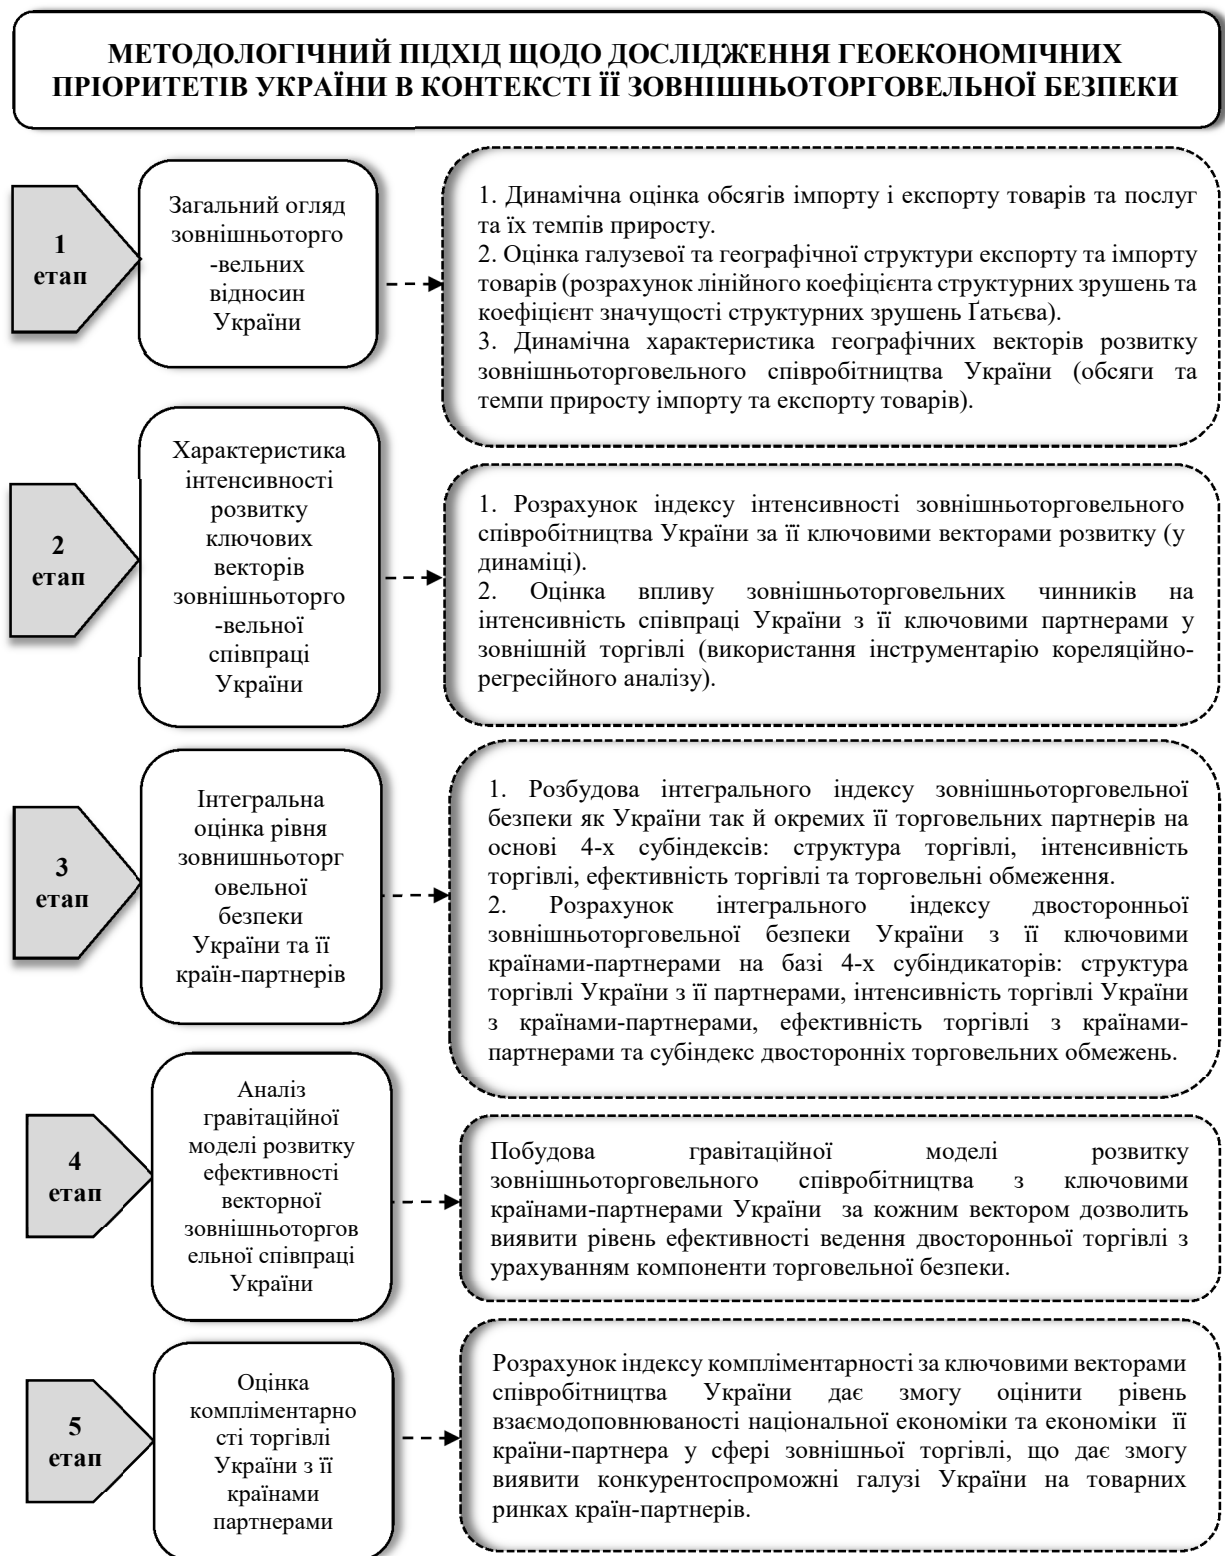 МЕТОДОЛОГІЧНИЙ ПІДХІД ЩОДО ДОСЛІДЖЕННЯ ГЕОЕКОНОМІЧНИХ
ПРІОРИТЕТІВ УКРАЇНИ В КОНТЕКСТІ ЇЇ ЗОВНІШНЬОТОРГОВЕЛЬНОЇ БЕЗПЕКИ
1
етап
Загальний огляд
зовнішньоторго
-вельних
відносин
України
1. Динамічна оцінка обсягів імпорту і експорту товарів та послуг
та їх темпів приросту.
2. Оцінка галузевої та географічної структури експорту та імпорту
товарів (розрахунок лінійного коефіцієнта структурних зрушень та
коефіцієнт значущості структурних зрушень Ґатьєва).
3. Динамічна характеристика географічних векторів розвитку
зовнішньоторговельного співробітництва України (обсяги та
темпи приросту імпорту та експорту товарів).
2
етап
Характеристика
інтенсивності
розвитку
ключових
векторів
зовнішньоторго
-вельної
співпраці
України
1. Розрахунок індексу інтенсивності зовнішньоторговельного
співробітництва України за її ключовими векторами розвитку (у
динаміці).
2. Оцінка впливу зовнішньоторговельних чинників на
інтенсивність співпраці України з її ключовими партнерами у
зовнішній торгівлі (використання інструментарію кореляційно-
регресійного аналізу).
3
етап
Інтегральна
оцінка рівня
зовнишньоторг
овельної
безпеки
України та її
країн-партнерів
1. Розбудова інтегрального індексу зовнішньоторговельної
безпеки як України так й окремих її торговельних партнерів на
основі 4-х субіндексів: структура торгівлі, інтенсивність
торгівлі, ефективність торгівлі та торговельні обмеження.
2. Розрахунок інтегрального індексу двосторонньої
зовнішньоторговельної безпеки України з її ключовими
країнами-партнерами на базі 4-х субіндикаторів: структура
торгівлі України з її партнерами, інтенсивність торгівлі України
з країнами-партнерами, ефективність торгівлі з країнами-
партнерами та субіндекс двосторонніх торговельних обмежень.
4
етап
Аналіз
гравітаційної
моделі розвитку
ефективності
векторної
зовнішньоторгов
ельної співпраці
України
Побудова гравітаційної моделі розвитку
зовнішньоторговельного співробітництва з ключовими
країнами-партнерами України за кожним вектором дозволить
виявити рівень ефективності ведення двосторонньої торгівлі з
урахуванням компоненти торговельної безпеки.
5
етап
Оцінка
компліментарно
сті торгівлі
України з її
країнами
партнерами
Розрахунок індексу компліментарності за ключовими векторами
співробітництва України дає змогу оцінити рівень
взаємодоповнюваності національної економіки та економіки її
країни-партнера у сфері зовнішньої торгівлі, що дає змогу
виявити конкурентоспроможні галузі України на товарних
ринках країн-партнерів.